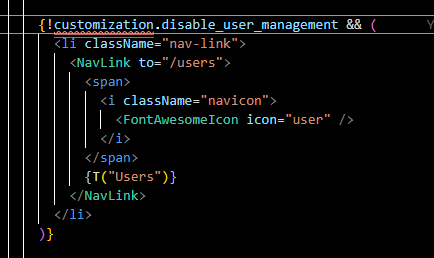 {!customization.disable_user_management && (
<li className="nav-link">
<NavLink to="/users">
<span>
<i className="navicon">
<FontAwesomeIcon icon="user" />
</i>
</span>
{T("Users")}
</NavLink>
</li>
)}